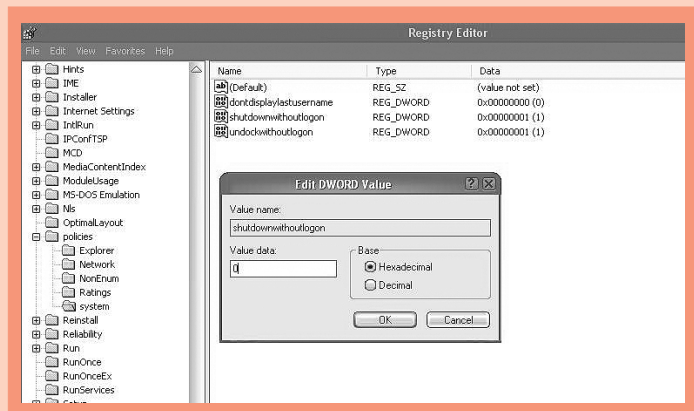 Registry Editor
File Edit View Favorites Help
Hints
IME
Installer
Internet Settings
IntlRun
IPConfTSP
MCD
MediaContentIndex
ModuleUsage
MS-DOS Emulation
Nls
OptimalLayout
policies
Explorer
Network
NonEnum
Ratings
system
Reinstall
Reliability
Run
RunOnce
RunOnceEx
RunServices
Name Type Data
(Default) REG_SZ (value not set)
dontdisplaylastusername REG_DWORD 0x00000000 (0)
shutdownwithoutlogon REG_DWORD 0x00000001 (1)
undockwithoutlogon REG_DWORD 0x00000001 (1)
Edit DWORD Value
Value name:
shutdownwithoutlogon
Value data:
0
Base
Hexadecimal
Decimal
OK Cancel